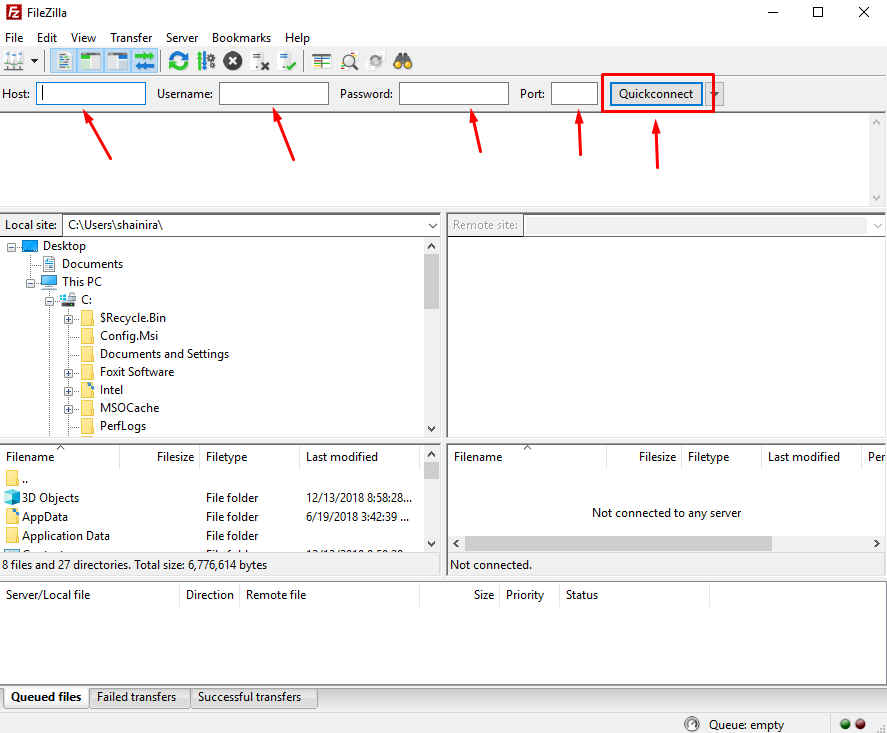 FileZilla
File Edit View Transfer Server Bookmarks Help
Host: Username: Password: Port: Quickconnect
Local site: C:\Users\shainira\
Remote site:
Desktop
Documents
This PC
C:
$Recycle.Bin
Config.Msi
Documents and Settings
Foxit Software
Intel
MSOCache
PerfLogs
Filename Filesize Filetype Last modified
..
3D Objects File folder 12/13/2018 8:58:28...
AppData File folder 6/19/2018 3:42:39 ...
Application Data File folder
8 files and 27 directories. Total size: 6,776,614 bytes
Filename Filesize Filetype Last modified Per
Not connected to any server
Not connected.
Server/Local file Direction Remote file Size Priority Status
Queued files Failed transfers Successful transfers
Queue: empty